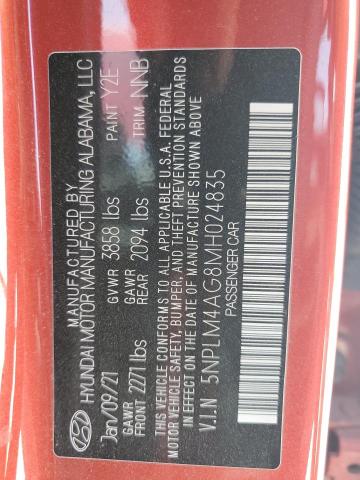 MANUFACTURED BY
HYUNDAI MOTOR MANUFACTURING ALABAMA, LLC
Jan/09/21 GVWR 3858 lbs PAINT Y2E
GAWR FRONT 2271 lbs GAWR REAR 2094 lbs TRIM NNB
THIS VEHICLE CONFORMS TO ALL APPLICABLE U.S.A. FEDERAL
MOTOR VEHICLE SAFETY, BUMPER, AND THEFT PREVENTION STANDARDS
IN EFFECT ON THE DATE OF MANUFACTURE SHOWN ABOVE
V.I.N 5NPLM4AG8MH024835
PASSENGER CAR